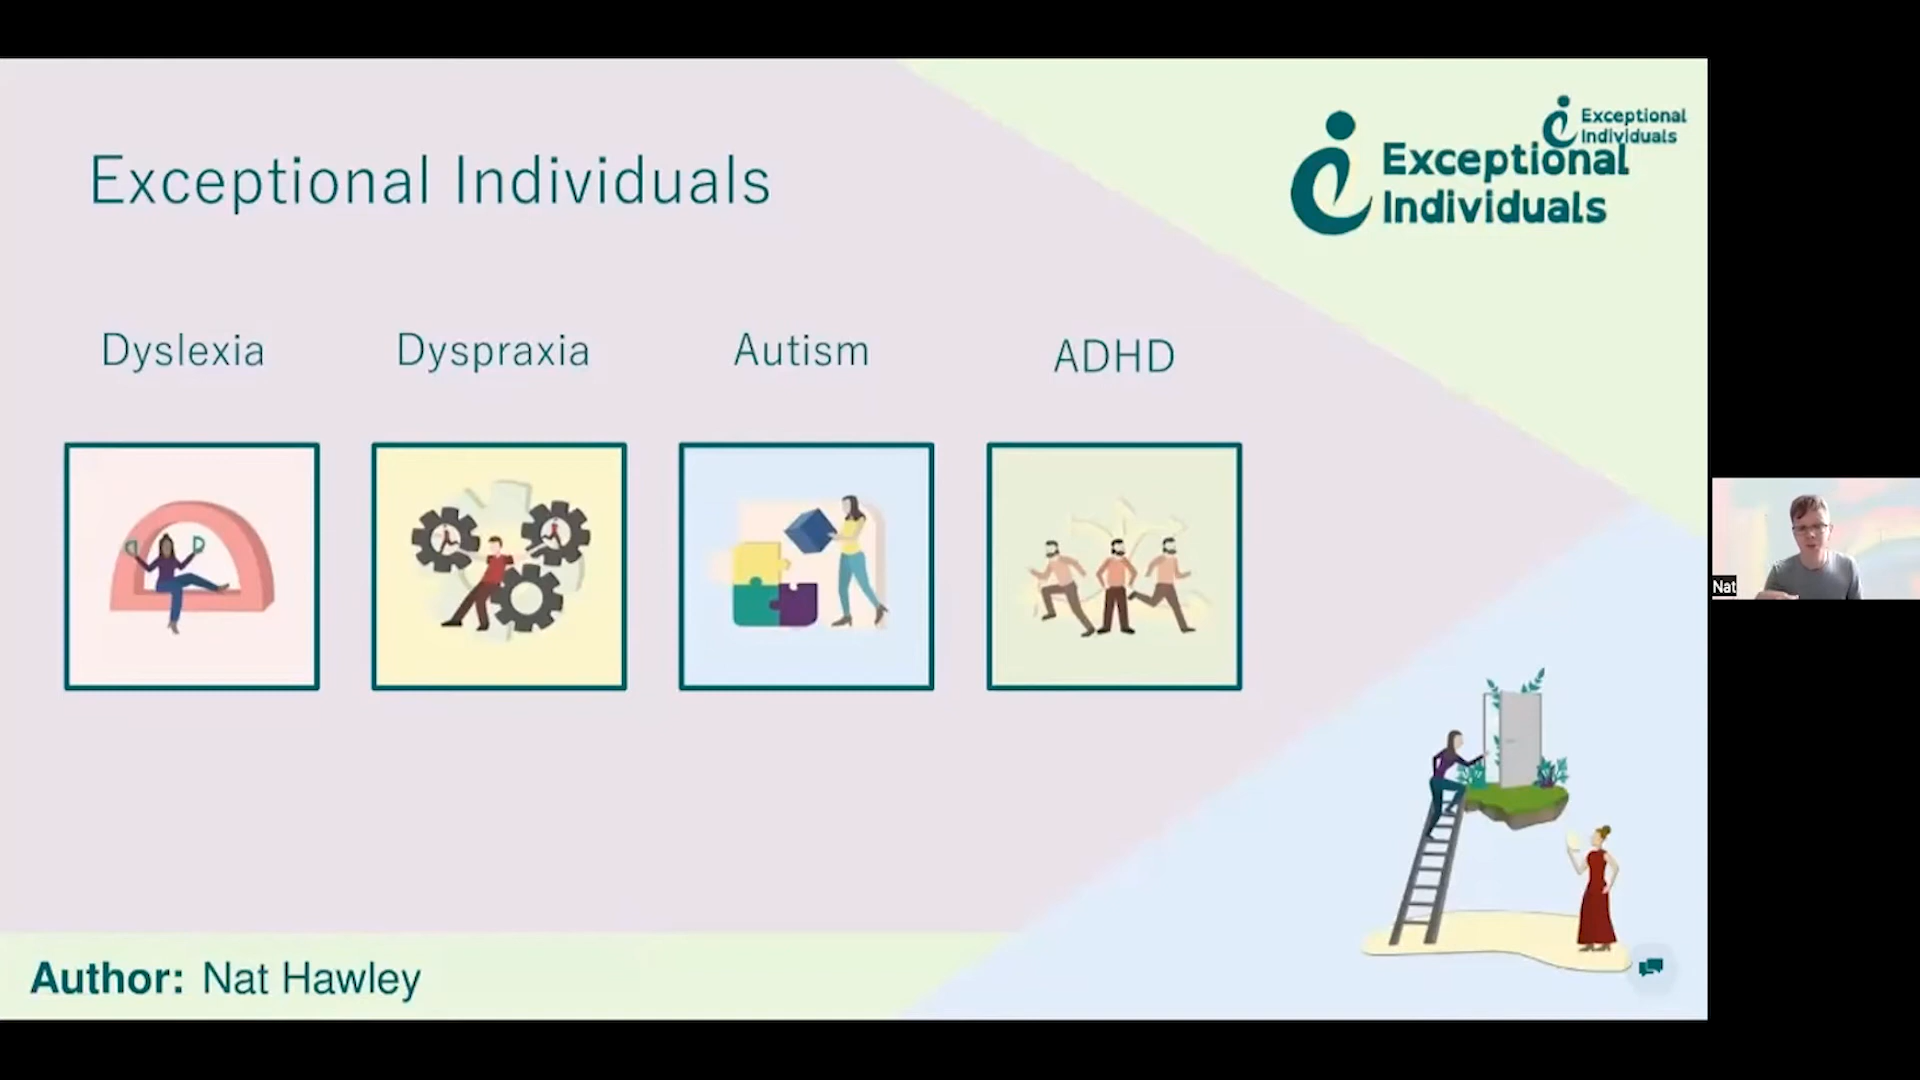 Exceptional Individuals
Exceptional
Individuals
Exceptional
Individuals
Dyslexia
Dyspraxia
Autism
ADHD
Nat
Author: Nat Hawley